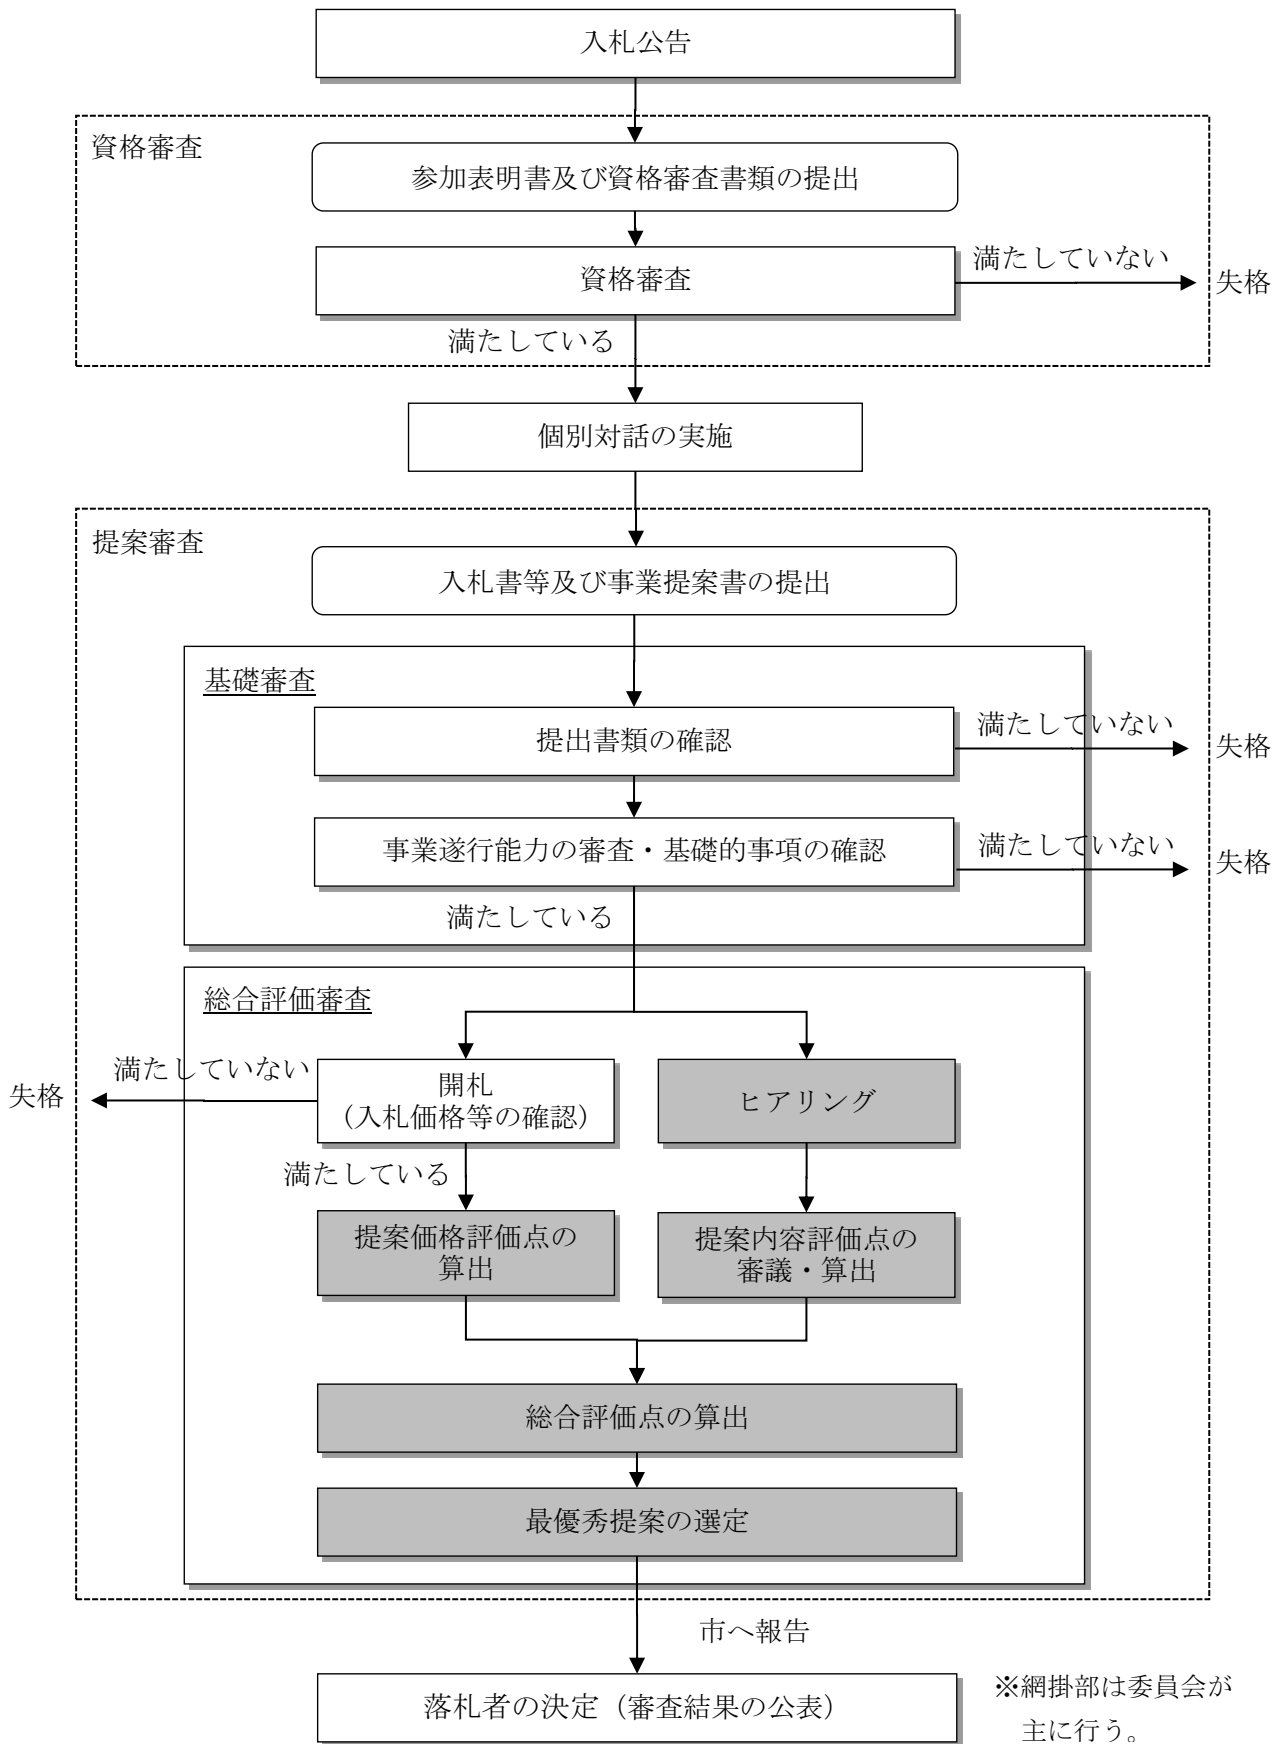 入札公告
資格審査
参加表明書及び資格審査書類の提出
資格審査
満たしていない
失格
満たしている
個別対話の実施
提案審査
入札書等及び事業提案書の提出
基礎審査
提出書類の確認
満たしていない
失格
事業遂行能力の審査・基礎的事項の確認
満たしていない
失格
満たしている
総合評価審査
開札
（入札価格等の確認）
満たしていない
失格
ヒアリング
満たしている
提案価格評価点の
算出
提案内容評価点の
審議・算出
総合評価点の算出
最優秀提案の選定
市へ報告
落札者の決定（審査結果の公表）
※網掛部は委員会が
主に行う。